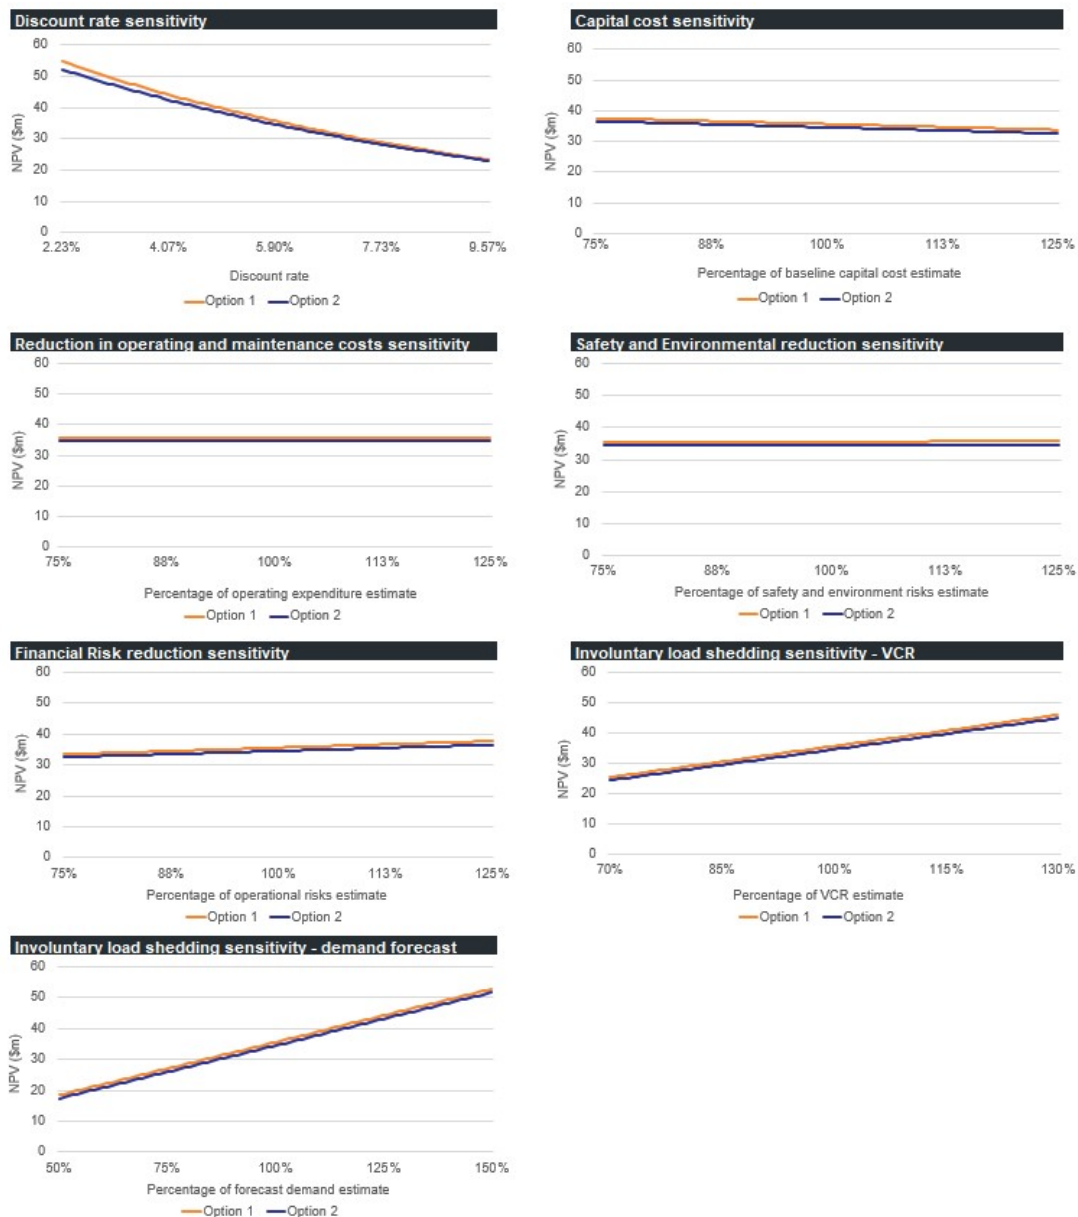 Discount rate sensitivity
60
50
40
30
20
10
0
NPV ($m)
2.23% 4.07% 5.90% 7.73% 9.57%
Discount rate
Option 1 Option 2
Capital cost sensitivity
60
50
40
30
20
10
0
NPV ($m)
75% 88% 100% 113% 125%
Percentage of baseline capital cost estimate
Option 1 Option 2
Reduction in operating and maintenance costs sensitivity
60
50
40
30
20
10
0
NPV ($m)
75% 88% 100% 113% 125%
Percentage of operating expenditure estimate
Option 1 Option 2
Safety and Environmental reduction sensitivity
60
50
40
30
20
10
0
NPV ($m)
75% 88% 100% 113% 125%
Percentage of safety and environment risks estimate
Option 1 Option 2
Financial Risk reduction sensitivity
60
50
40
30
20
10
0
NPV ($m)
75% 88% 100% 113% 125%
Percentage of operational risks estimate
Option 1 Option 2
Involuntary load shedding sensitivity - VCR
60
50
40
30
20
10
0
NPV ($m)
70% 85% 100% 115% 130%
Percentage of VCR estimate
Option 1 Option 2
Involuntary load shedding sensitivity - demand forecast
60
50
40
30
20
10
0
NPV ($m)
50% 75% 100% 125% 150%
Percentage of forecast demand estimate
Option 1 Option 2